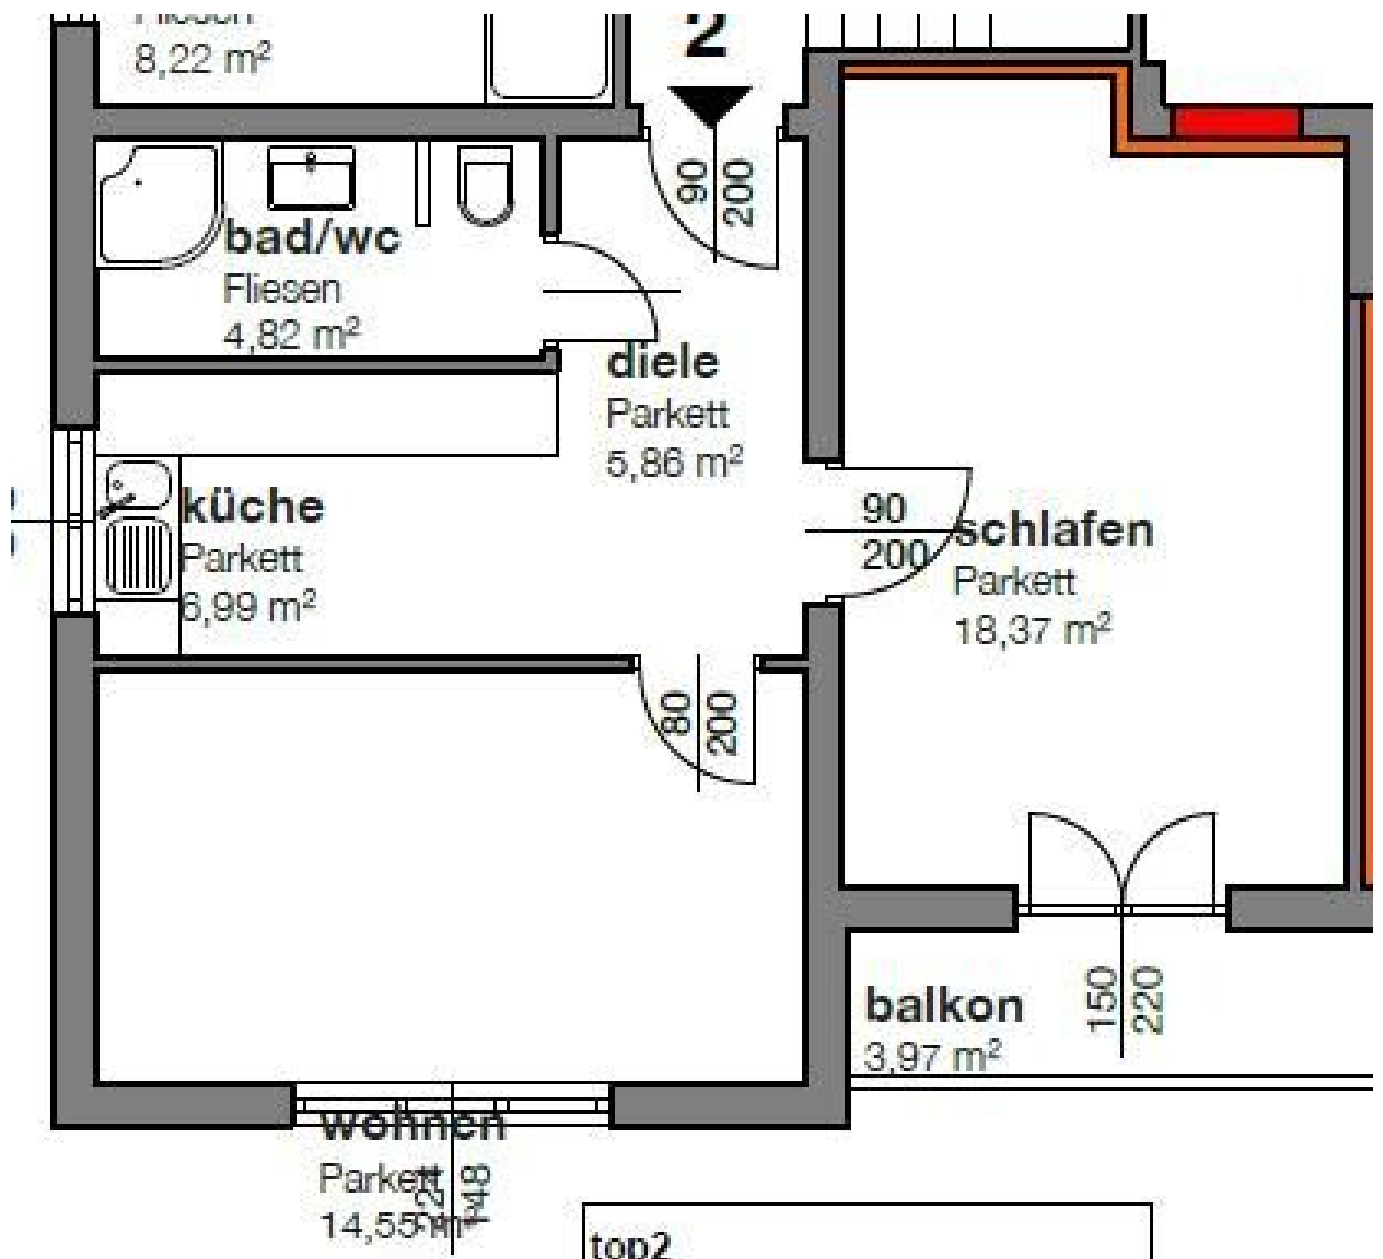 Fliesen
8,22 m²
2
90
200
bad/wc
Fliesen
4,82 m²
diele
Parkett
5,86 m²
küche
Parkett
6,99 m²
90
200
schlafen
Parkett
18,37 m²
80
200
balkon
3,97 m²
150
220
wohnen
Parkett
148
14,55 m²
top2